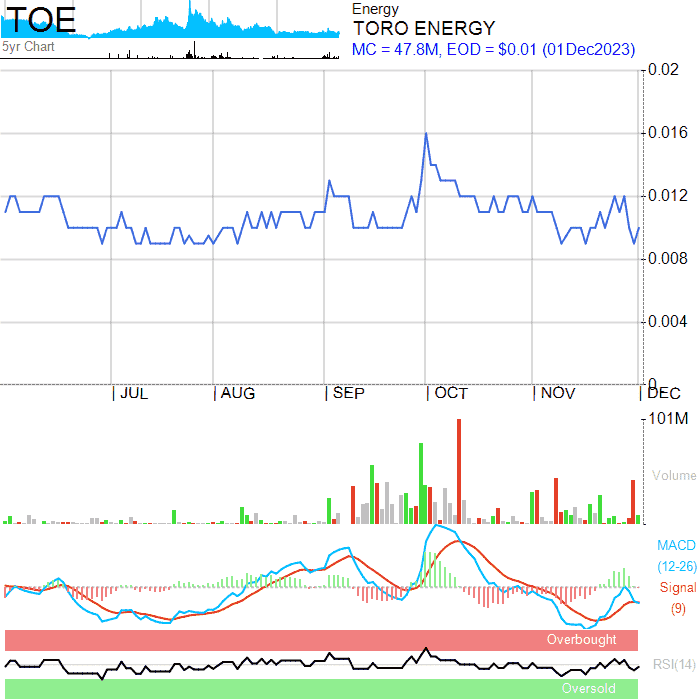 TOE
5yr Chart
Energy
TORO ENERGY
MC = 47.8M, EOD = $0.01 (01Dec2023)
0.02
0.016
0.012
0.008
0.004
0
| JUL | AUG | SEP | OCT | NOV | DEC
101M
Volume
MACD
(12-26)
Signal
(9)
Overbought
RSI(14)
Oversold